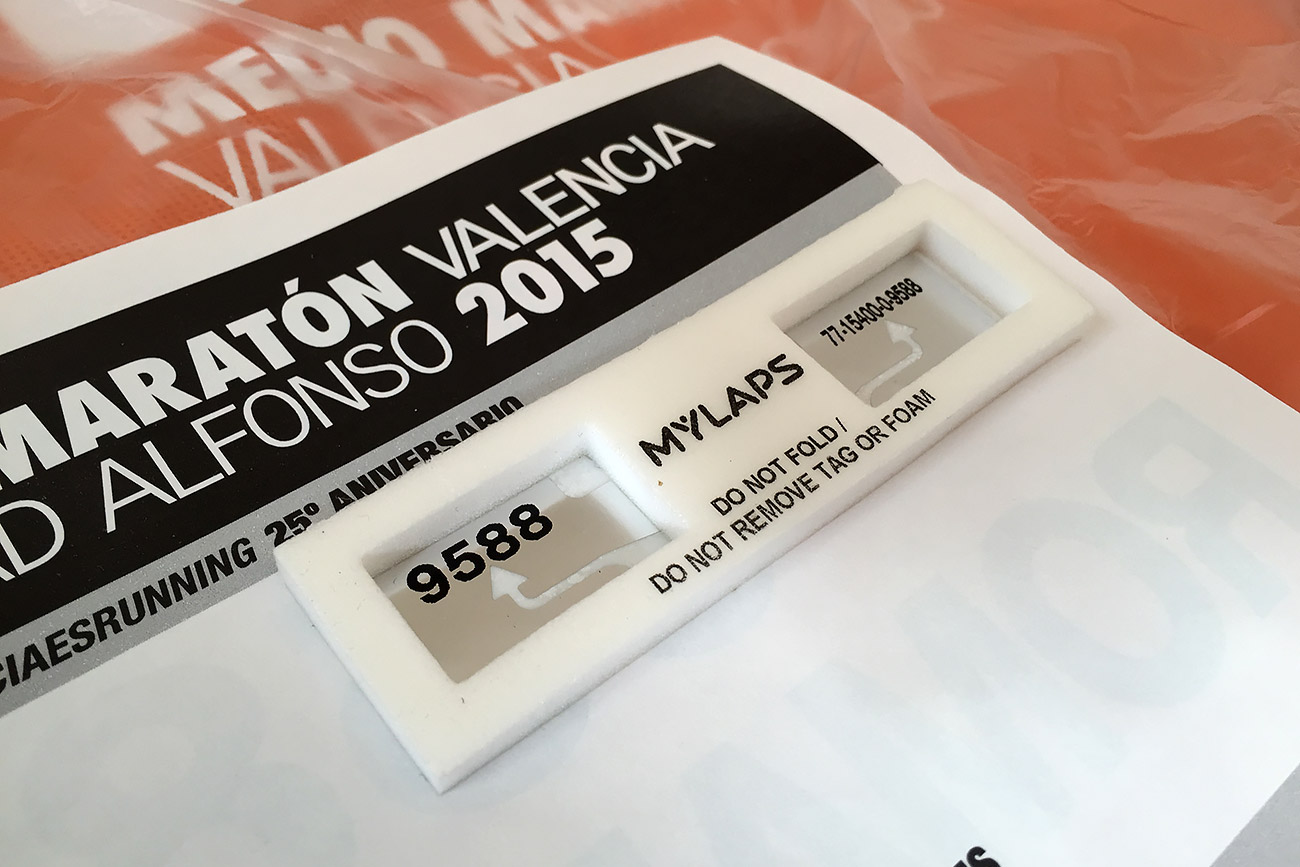 MEDIO MA
VALENCIA
MARATÓN VALENCIA
AD ALFONSO 2015
CIAESRUNNING 25º ANIVERSARIO
9588
MYLAPS
DO NOT FOLD /
DO NOT REMOVE TAG OR FOAM
77-15400-0-9588